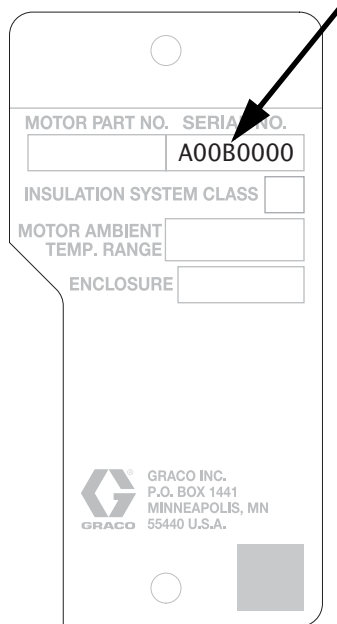 MOTOR PART NO. SERIAL NO.
A00B0000
INSULATION SYSTEM CLASS
MOTOR AMBIENT
TEMP. RANGE
ENCLOSURE
GRACO
GRACO INC.
P.O. BOX 1441
MINNEAPOLIS, MN
55440 U.S.A.